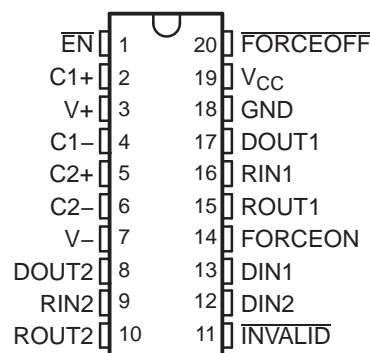 EN 1 20 FORCEOFF
C1+ 2 19 VCC
V+ 3 18 GND
C1− 4 17 DOUT1
C2+ 5 16 RIN1
C2− 6 15 ROUT1
V− 7 14 FORCEON
DOUT2 8 13 DIN1
RIN2 9 12 DIN2
ROUT2 10 11 INVALID